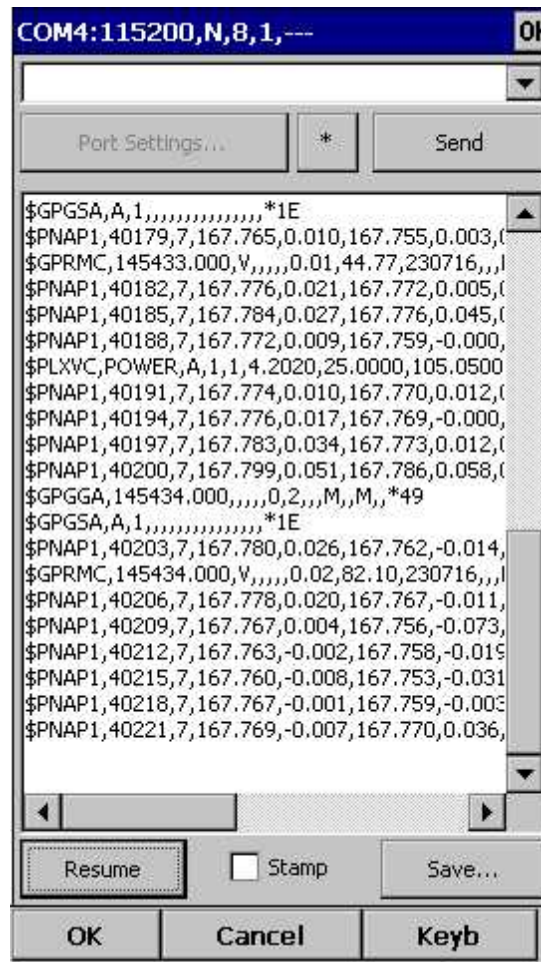 COM4:115200,N,8,1,---
OK
Port Settings...
*
Send
$GPGSA,A,1,,,,,,,,,,,,,,,*1E
$PNAP1,40179,7,167.765,0.010,167.755,0.003,
$GPRMC,145433.000,V,,,,,0.01,44.77,230716,,,
$PNAP1,40182,7,167.776,0.021,167.772,0.005,
$PNAP1,40185,7,167.784,0.027,167.776,0.045,
$PNAP1,40188,7,167.772,0.009,167.759,-0.000,
$PLXVC,POWER,A,1,1,4.2020,25.0000,105.0500
$PNAP1,40191,7,167.774,0.010,167.770,0.012,
$PNAP1,40194,7,167.776,0.017,167.769,-0.000,
$PNAP1,40197,7,167.783,0.034,167.773,0.012,
$PNAP1,40200,7,167.799,0.051,167.786,0.058,
$GPGGA,145434.000,,,,,0,2,,,M,,M,,*49
$GPGSA,A,1,,,,,,,,,,,,,,,*1E
$PNAP1,40203,7,167.780,0.026,167.762,-0.014,
$GPRMC,145434.000,V,,,,,0.02,82.10,230716,,,
$PNAP1,40206,7,167.778,0.020,167.767,-0.011,
$PNAP1,40209,7,167.767,0.004,167.756,-0.073,
$PNAP1,40212,7,167.763,-0.002,167.758,-0.019
$PNAP1,40215,7,167.760,-0.008,167.753,-0.031
$PNAP1,40218,7,167.767,-0.001,167.759,-0.003
$PNAP1,40221,7,167.769,-0.007,167.770,0.036,
Resume
Stamp
Save...
OK
Cancel
Keyb